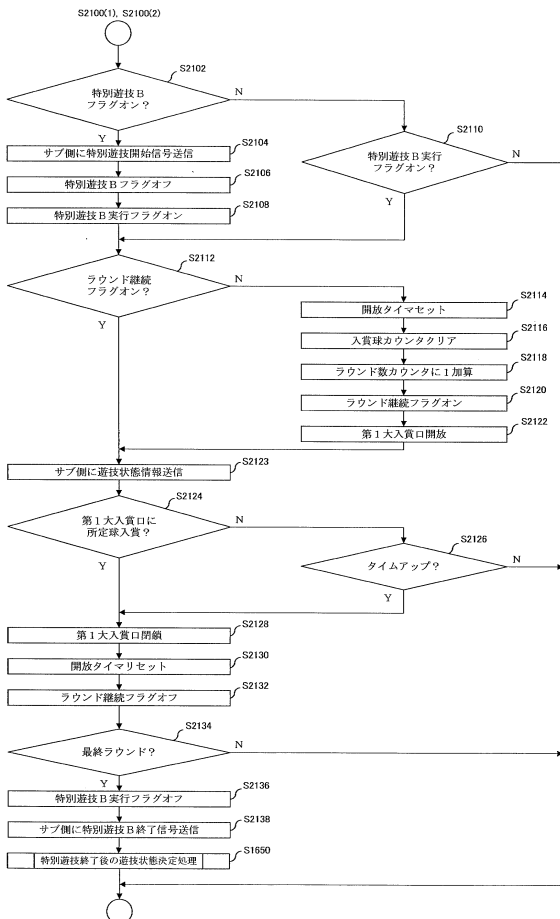 S2100(1), S2100(2)
S2102
特別遊技B
フラグオン？
N
Y
S2104
サブ側に特別遊技開始信号送信
S2106
特別遊技Bフラグオフ
S2108
特別遊技B実行フラグオン
S2110
特別遊技B実行
フラグオン？
N
Y
S2112
ラウンド継続
フラグオン？
N
Y
S2114
開放タイマセット
S2116
入賞球カウンタクリア
S2118
ラウンド数カウンタに1加算
S2120
ラウンド継続フラグオン
S2122
第1大入賞口開放
S2123
サブ側に遊技状態情報送信
S2124
第1大入賞口に
所定球入賞？
N
Y
S2126
タイムアップ？
N
Y
S2128
第1大入賞口閉鎖
S2130
開放タイマリセット
S2132
ラウンド継続フラグオフ
S2134
最終ラウンド？
N
Y
S2136
特別遊技B実行フラグオフ
S2138
サブ側に特別遊技B終了信号送信
S1650
特別遊技終了後の遊技状態決定処理